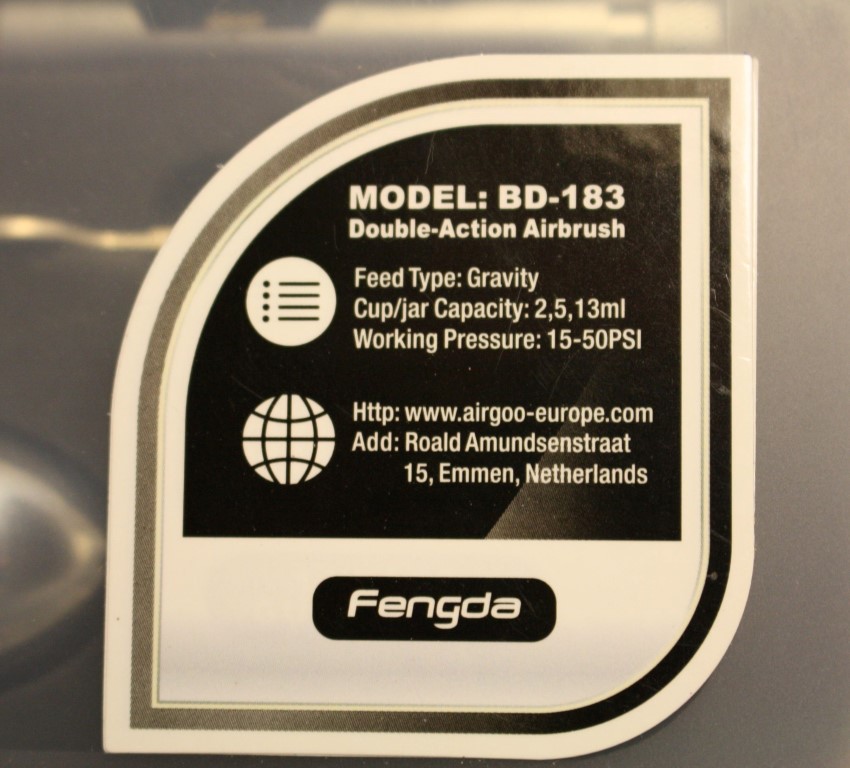 MODEL: BD-183
Double-Action Airbrush
Feed Type: Gravity
Cup/jar Capacity: 2,5,13ml
Working Pressure: 15-50PSI
Http: www.airgoo-europe.com
Add: Roald Amundsenstraat
15, Emmen, Netherlands
Fengda